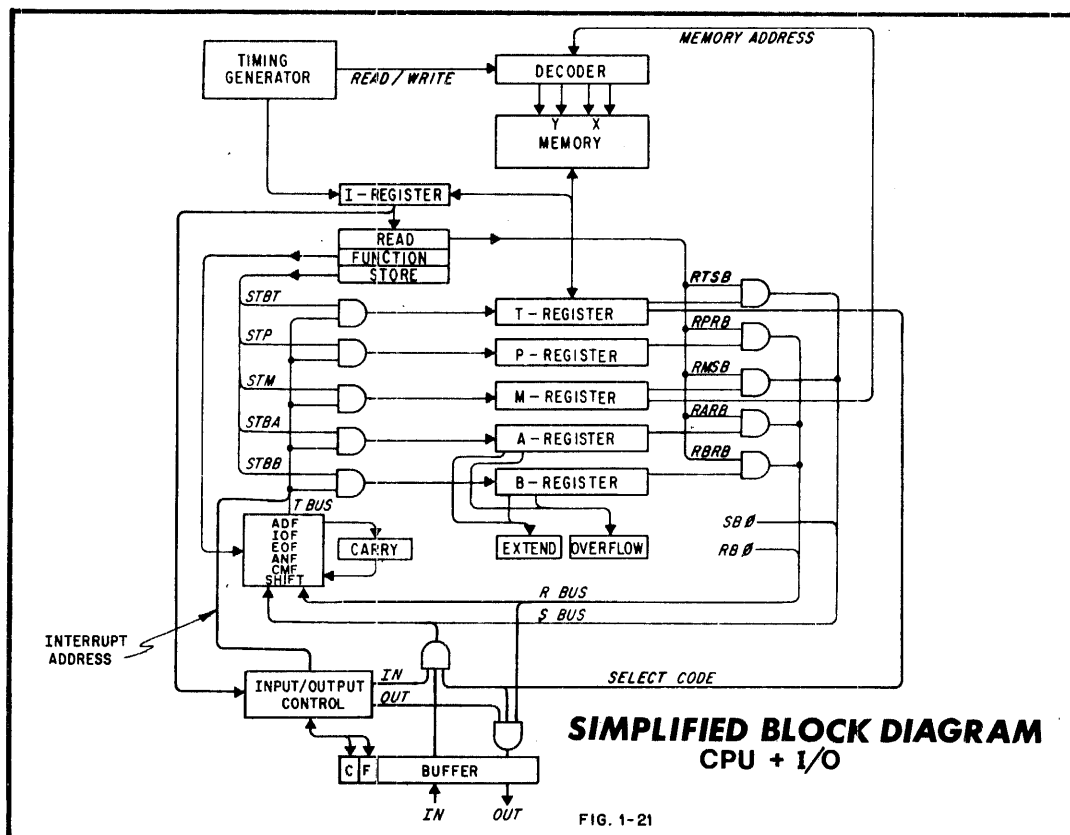 MEMORY ADDRESS
TIMING
GENERATOR
READ/WRITE
DECODER
Y X
MEMORY
I-REGISTER
READ
FUNCTION
STORE
STBT
T-REGISTER
RTSB
STP
P-REGISTER
RPRB
STM
M-REGISTER
RMSB
STBA
A-REGISTER
RARB
STBB
B-REGISTER
RBRB
T BUS
ADF
IOF
EOF
ANF
CMF
SHIFT
CARRY
EXTEND
OVERFLOW
SBØ
RBØ
R BUS
S BUS
INTERRUPT
ADDRESS
INPUT/OUTPUT
CONTROL
IN
OUT
SELECT CODE
C F BUFFER
IN OUT
SIMPLIFIED BLOCK DIAGRAM
CPU + I/O
FIG. 1-21